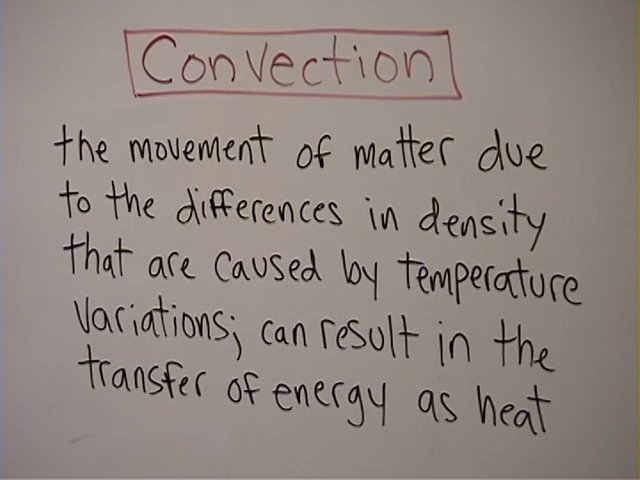 Convection
the movement of matter due
to the differences in density
that are caused by temperature
variations; can result in the
transfer of energy as heat